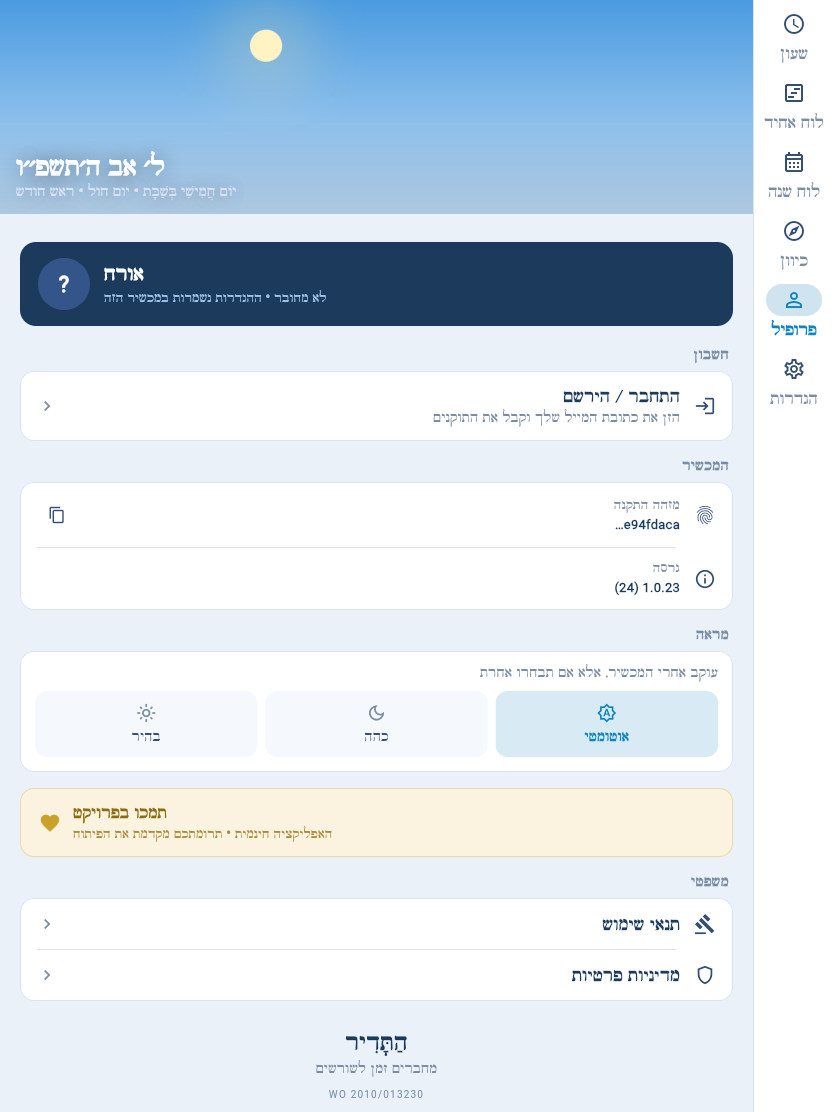 שעון
לוח אחיד
לוח שנה
כיוון
פרופיל
הגדרות
ל׳ אב ה׳תשפ״ו
יוֹם חֲמִישִׁי בְּשַׁבָּת • יום חול • ראש חודש
?
אורח
לא מחובר • ההגדרות נשמרות במכשיר הזה
חשבון
התחבר / הירשם
הזן את כתובת המייל שלך וקבל את התוקנים
המכשיר
מזהה התקנה
e94fdaca…
גרסה
1.0.23 (24)
מראה
עוקב אחרי המכשיר, אלא אם תבחרו אחרת
אוטומטי
כהה
בהיר
תמכו בפרויקט
האפליקציה חינמית • תרומתכם מקדמת את הפיתוח
משפטי
תנאי שימוש
מדיניות פרטיות
הַתָּדִיר
מחברים זמן לשורשים
WO 2010/013230